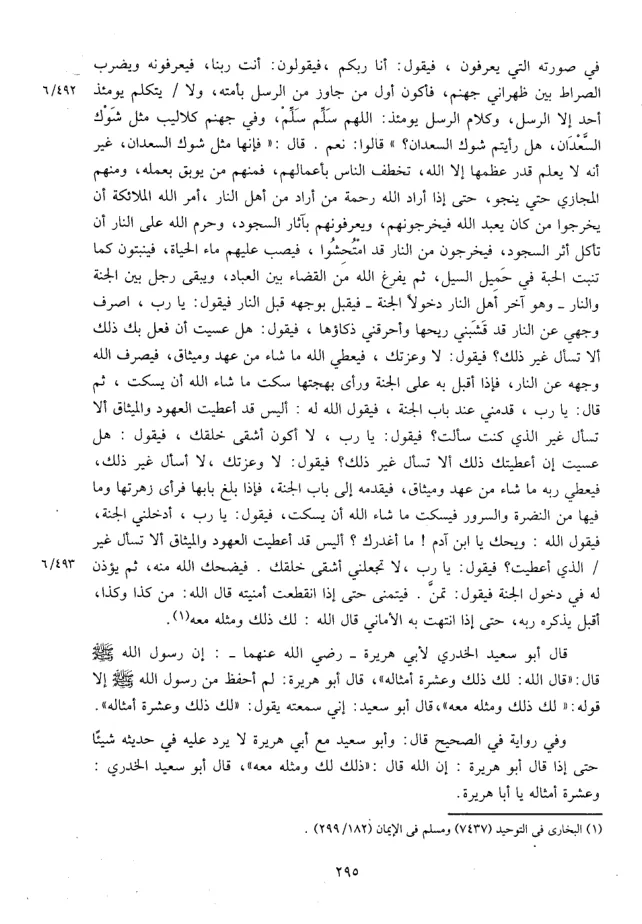 في صورته التي يعرفون ، فيقول: أنا ربكم ،فيقولون: أنت ربنا، فيعرفونه ويضرب
٦/٤٩٢ الصراط بين ظهراني جهنم، فأكون أول من جاوز من الرسل بأمته، ولا / يتكلم يومئذ
أحد إلا الرسل، وكلام الرسل يومئذ: اللهم سَلِّم سَلِّمْ، وفي جهنم كلاليب مثل شَوْك
السَّعْدَان، هل رأيتم شوك السعدان؟ » قالوا: نعم . قال :« فإنها مثل شوك السعدان، غير
أنه لا يعلم قدر عظمها إلا الله، تخطف الناس بأعمالهم، فمنهم من يوبق بعمله، ومنهم
المجازي حتى ينجو، حتى إذا أراد الله رحمة من أراد من أهل النار ،أمر الله الملائكة أن
يخرجوا من كان يعبد الله فيخرجونهم، ويعرفونهم بآثار السجود، وحرم الله على النار أن
تأكل أثر السجود، فيخرجون من النار قد امْتُحِشُوا ، فيصب عليهم ماء الحياة، فينبتون كما
تنبت الحبة في حَمِيل السيل، ثم يفرغ الله من القضاء بين العباد، ويبقى رجل بين الجنة
والنار ـ وهو آخر أهل النار دخولاً الجنة ـ فيقبل بوجهه قبل النار فيقول: يا رب ، اصرف
وجهي عن النار قد قَشَبني ريحها وأحرقني ذكاؤها ، فيقول: هل عسيت أن فعل بك ذلك
ألا تسأل غير ذلك؟ فيقول: لا وعزتك ، فيعطي الله ما شاء من عهد وميثاق، فيصرف الله
وجهه عن النار، فإذا أقبل به على الجنة ورأى بهجتها سكت ما شاء الله أن يسكت ، ثم
قال: يا رب ، قدمني عند باب الجنة ، فيقول الله له : أليس قد أعطيت العهود والميثاق ألا
تسأل غير الذي كنت سألت؟ فيقول: يا رب ، لا أكون أشقى خلقك ، فيقول : هل
عسيت إن أعطيتك ذلك ألا تسأل غير ذلك؟ فيقول: لا وعزتك ،لا أسأل غير ذلك،
فيعطي ربه ما شاء من عهد وميثاق، فيقدمه إلى باب الجنة، فإذا بلغ بابها فرأى زهرتها وما
فيها من النضرة والسرور فيسكت ما شاء الله أن يسكت، فيقول: يا رب ، أدخلني الجنة،
فيقول الله : ويحك يا ابن آدم ! ما أغدرك ؟ أليس قد أعطيت العهود والميثاق ألا تسأل غير
٦/٤٩٣ / الذي أعطيت؟ فيقول: يا رب ،لا تجعلني أشقى خلقك . فيضحك الله منه، ثم يؤذن
له في دخول الجنة فيقول: تمنَّ . فيتمنى حتى إذا انقطعت أمنيته قال الله: من كذا وكذا،
أقبل يذكره ربه، حتى إذا انتهت به الأماني قال الله : لك ذلك ومثله معه(١).
قال أبو سعيد الخدري لأبي هريرة ـ رضي الله عنهما ـ : إن رسول الله ﷺ
قال:«قال الله: لك ذلك وعشرة أمثاله»، قال أبو هريرة: لم أحفظ من رسول الله ﷺ إلا
قوله:« لك ذلك ومثله معه»،قال أبو سعيد: إني سمعته يقول: «لك ذلك وعشرة أمثاله».
وفي رواية في الصحيح قال: وأبو سعيد مع أبي هريرة لا يرد عليه في حديثه شيئًا
حتى إذا قال أبو هريرة : إن الله قال :«ذلك لك ومثله معه»، قال أبو سعيد الخدري :
وعشرة أمثاله يا أبا هريرة.
(١) البخارى فى التوحيد (٧٤٣٧) ومسلم فى الإيمان (٢٩٩/١٨٢) .
٢٩٥